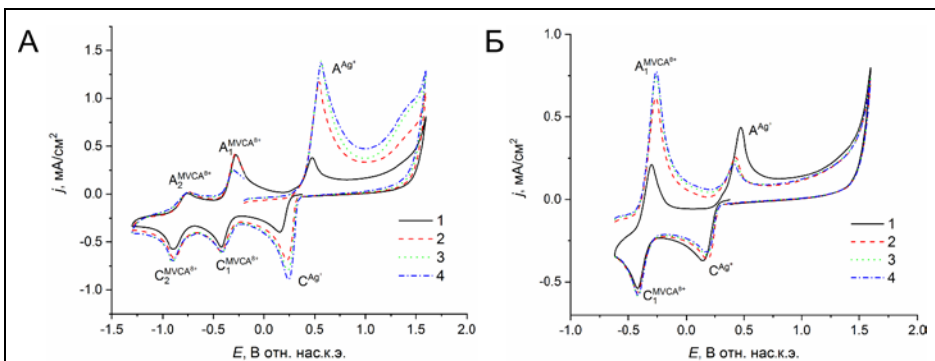 А
1.5
1.0
0.5
0.0
-0.5
-1.0
j, мА/см²
A^Ag+
A₁^MVCA⁸⁺
A₂^MVCA⁸⁺
C₂^MVCA⁸⁺
C₁^MVCA⁸⁺
C^Ag+
1
2
3
4
-1.5 -1.0 -0.5 0.0 0.5 1.0 1.5 2.0
E, В отн. нас.к.э.
Б
1.0
0.5
0.0
-0.5
j, мА/см²
A₁^MVCA⁸⁺
A^Ag+
C^Ag+
C₁^MVCA⁸⁺
1
2
3
4
-1.0 -0.5 0.0 0.5 1.0 1.5 2.0
E, В отн. нас.к.э.